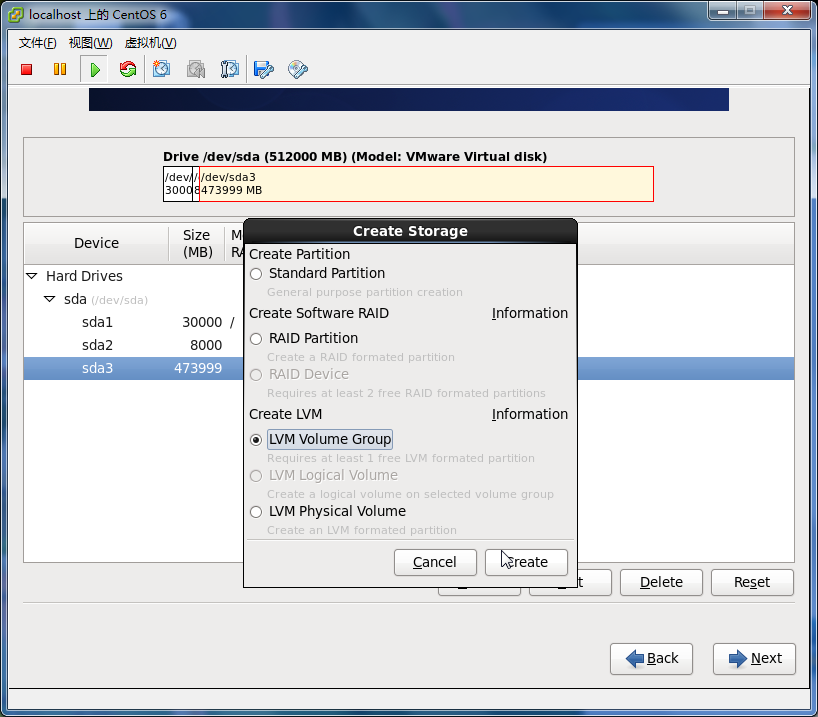 localhost 上的 CentOS 6
文件(F) 视图(W) 虚拟机(V)
Drive /dev/sda (512000 MB) (Model: VMware Virtual disk)
/dev/ /dev/sda3
3000 473999 MB
Device
Size
(MB)
Hard Drives
sda (/dev/sda)
sda1 30000 /
sda2 8000
sda3 473999
Create Storage
Create Partition
Standard Partition
General purpose partition creation
Create Software RAID Information
RAID Partition
Create a RAID formated partition
RAID Device
Requires at least 2 free RAID formated partitions
Create LVM Information
LVM Volume Group
Requires at least 1 free LVM formated partition
LVM Logical Volume
Create a logical volume on selected volume group
LVM Physical Volume
Create an LVM formated partition
Cancel Create
Delete Reset
Back Next